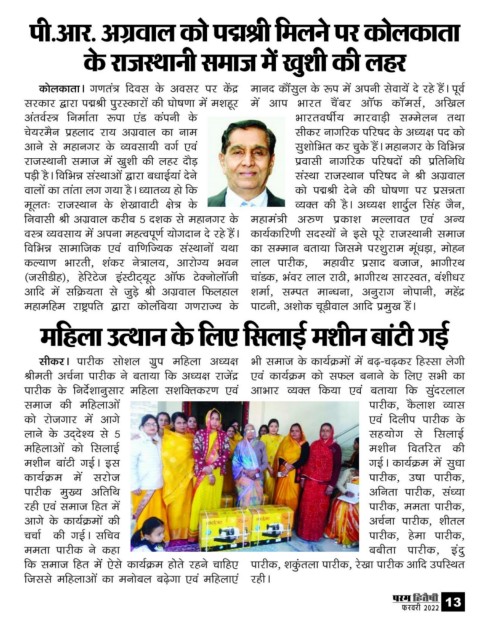 पी.आर. अग्रवाल को पद्मश्री मिलने पर कोलकाता
के राजस्थानी समाज में खुशी की लहर
कोलकाता। गणतंत्र दिवस के अवसर पर केंद्र
सरकार द्वारा पद्मश्री पुरस्कारों की घोषणा में मशहूर
अंतर्वस्त्र निर्माता रूपा एंड कंपनी के
चेयरमैन प्रहलाद राय अग्रवाल का नाम
आने से महानगर के व्यवसायी वर्ग एवं
राजस्थानी समाज में खुशी की लहर दौड़
पड़ी है। विभिन्न संस्थाओं द्वारा बधाईयां देने
वालों का तांता लग गया है। ध्यातव्य हो कि
मूलतः राजस्थान के शेखावाटी क्षेत्र के
निवासी श्री अग्रवाल करीब 5 दशक से महानगर के
वस्त्र व्यवसाय में अपना महत्वपूर्ण योगदान दे रहे हैं।
विभिन्न सामाजिक एवं वाणिज्यिक संस्थानों यथा
कल्याण भारती, शंकर नेत्रालय, आरोग्य भवन
(जसीडीह), हेरिटेज इंस्टीट्यूट ऑफ टेक्नोलॉजी
आदि में सक्रियता से जुड़े श्री अग्रवाल फिलहाल
महामहिम राष्ट्रपति द्वारा कोलंबिया गणराज्य के
मानद कौंसुल के रूप में अपनी सेवायें दे रहे हैं। पूर्व
में आप भारत चैंबर ऑफ कॉमर्स, अखिल
भारतवर्षीय मारवाड़ी सम्मेलन तथा
सीकर नागरिक परिषद के अध्यक्ष पद को
सुशोभित कर चुके हैं। महानगर के विभिन्न
प्रवासी नागरिक परिषदों की प्रतिनिधि
संस्था राजस्थान परिषद ने श्री अग्रवाल
को पद्मश्री देने की घोषणा पर प्रसन्नता
व्यक्त की है। अध्यक्ष शार्दुल सिंह जैन,
महामंत्री अरुण प्रकाश मल्लावत एवं अन्य
कार्यकारिणी सदस्यों ने इसे पूरे राजस्थानी समाज
का सम्मान बताया जिसमे परशुराम मूंधड़ा, मोहन
लाल पारीक, महावीर प्रसाद बजाज, भागीरथ
चांडक, भंवर लाल राठी, भागीरथ सारस्वत, बंशीधर
शर्मा, सम्पत मान्धना, अनुराग नोपानी, महेंद्र
पाटनी, अशोक चूड़ीवाल आदि प्रमुख हैं।
महिला उत्थान के लिए सिलाई मशीन बांटी गई
सीकर। पारीक सोशल ग्रुप महिला अध्यक्ष
श्रीमती अर्चना पारीक ने बताया कि अध्यक्ष राजेंद्र
पारीक के निर्देशानुसार महिला सशक्तिकरण एवं
समाज की महिलाओं
को रोजगार में आगे
लाने के उद्देश्य से 5
महिलाओं को सिलाई
मशीन बांटी गई। इस
कार्यक्रम में सरोज
पारीक मुख्य अतिथि
रही एवं समाज हित में
आगे के कार्यक्रमों की
चर्चा की गई। सचिव
ममता पारीक ने कहा
कि समाज हित में ऐसे कार्यक्रम होते रहने चाहिए
जिससे महिलाओं का मनोबल बढ़ेगा एवं महिलाएं
भी समाज के कार्यक्रमों में बढ़-चढ़कर हिस्सा लेगी
एवं कार्यक्रम को सफल बनाने के लिए सभी का
आभार व्यक्त किया एवं बताया कि सुंदरलाल
पारीक, कैलाश व्यास
एवं दिलीप पारीक के
सहयोग से सिलाई
मशीन वितरित की
गई। कार्यक्रम में सुधा
पारीक, उषा पारीक,
अनिता पारीक, संध्या
पारीक, ममता पारीक,
अर्चना पारीक, शीतल
पारीक, हेमा पारीक,
बबीता पारीक, इंदु
पारीक, शकुंतला पारीक, रेखा पारीक आदि उपस्थित
रही।
परम हितैषी
फरवरी 2022
13